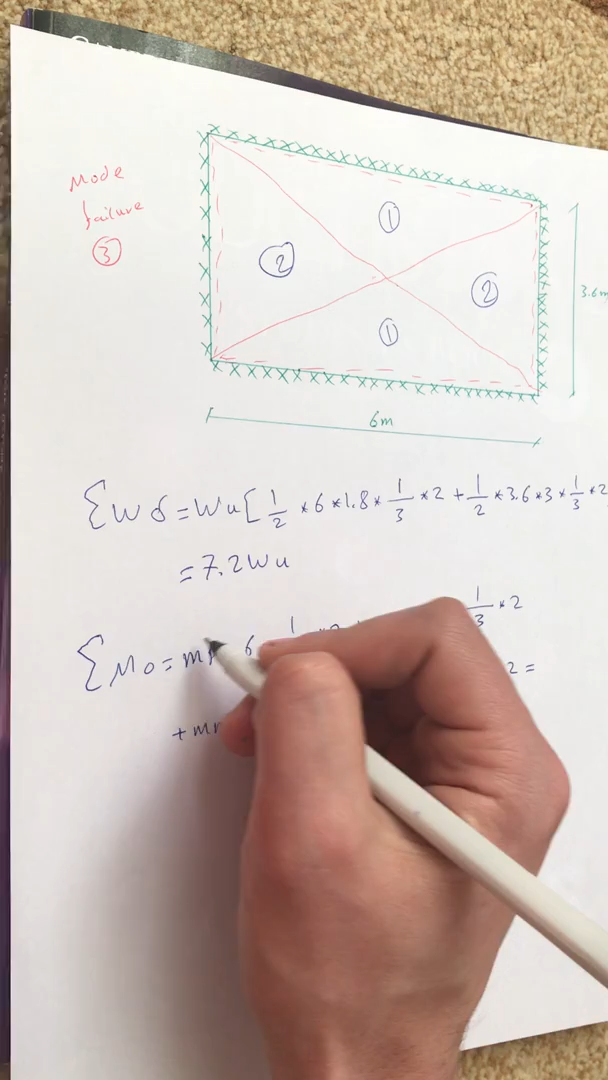 Mode
failure
3
1
2
2
1
3.6m
6m
ΣWδ = Wu[1/2 * 6 * 1.8 * 1/3 * 2 + 1/2 * 3.6 * 3 * 1/3 * 2
= 7.2Wu
1/3 * 2
ΣMθ = m 6
2 =
+ m